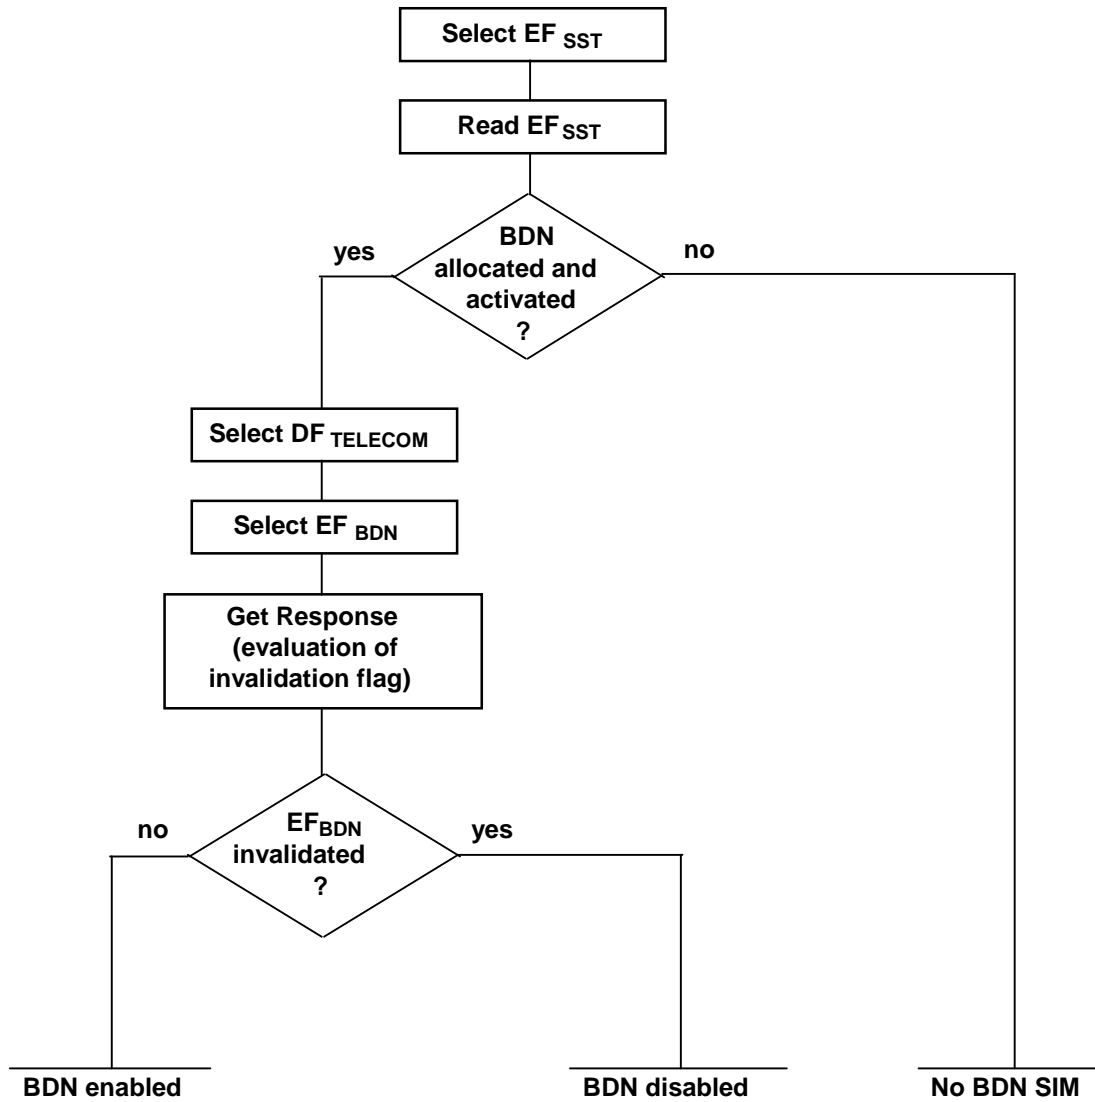 Select EF SST
Read EF SST
BDN
allocated and
activated
?
yes
no
Select DF TELECOM
Select EF BDN
Get Response
(evaluation of
invalidation flag)
EFBDN
invalidated
?
no
yes
BDN enabled
BDN disabled
No BDN SIM